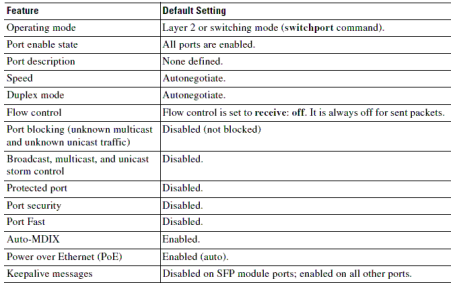 Feature Default Setting
Operating mode Layer 2 or switching mode (switchport command).
Port enable state All ports are enabled.
Port description None defined.
Speed Autonegotiate.
Duplex mode Autonegotiate.
Flow control Flow control is set to receive: off. It is always off for sent packets.
Port blocking (unknown multicast Disabled (not blocked)
and unknown unicast traffic)
Broadcast, multicast, and unicast Disabled.
storm control
Protected port Disabled.
Port security Disabled.
Port Fast Disabled.
Auto-MDIX Enabled.
Power over Ethernet (PoE) Enabled (auto).
Keepalive messages Disabled on SFP module ports; enabled on all other ports.